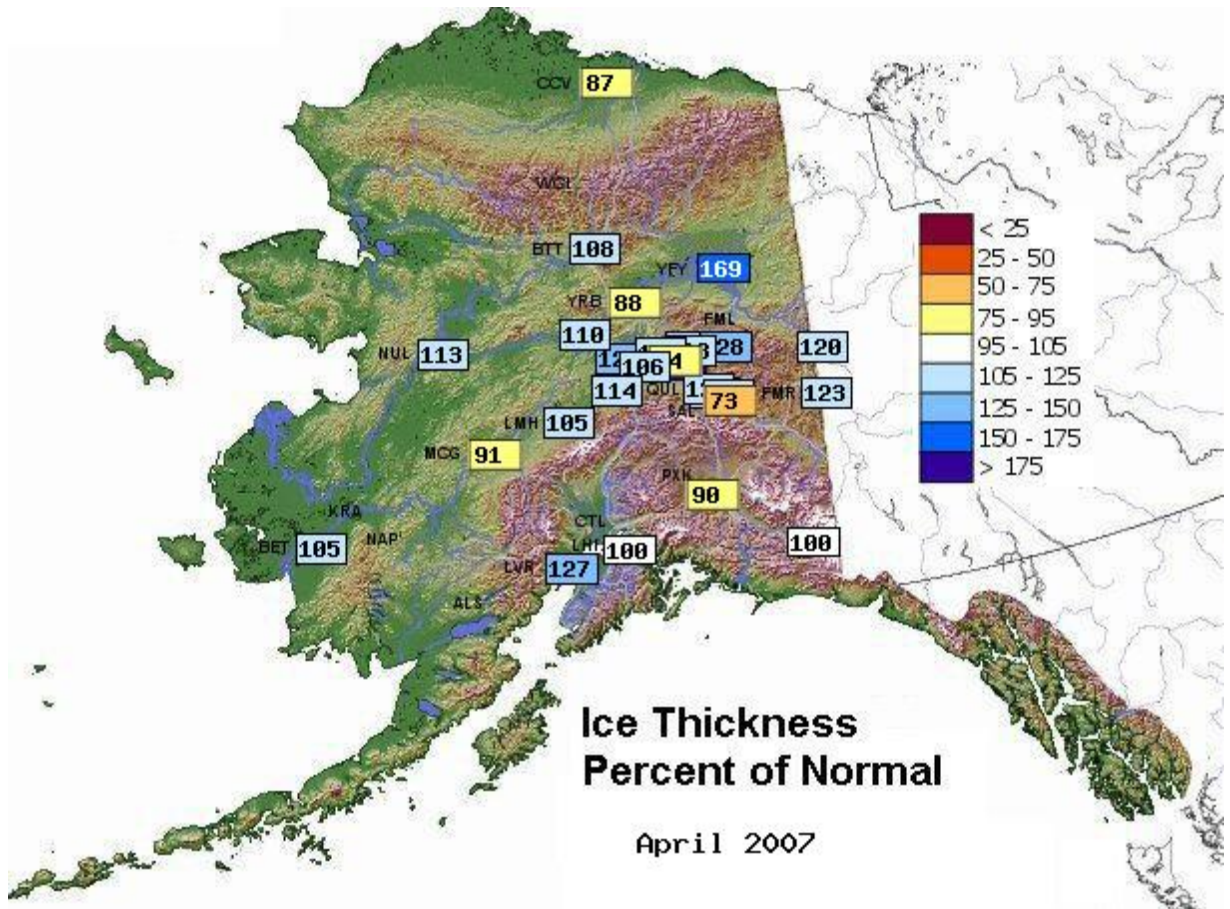 CCV 87
WGL
BTT 108
YEY 169
YRB 88
FML
110
NUL 113
28
120
106
114
QUL
73
FMR 123
SAL
LMH 105
MCG 91
PXK
90
KRA
CTL
NAP
BET 105
LHL 100
100
LVR 127
ALS
< 25
25 - 50
50 - 75
75 - 95
95 - 105
105 - 125
125 - 150
150 - 175
> 175
Ice Thickness
Percent of Normal
April 2007